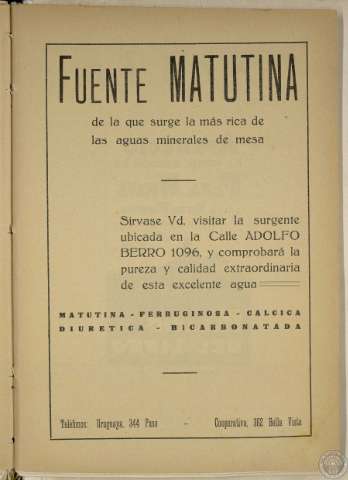 FUENTE MATUTINA
de la que surge la más rica de
las aguas minerales de mesa
Sírvase Vd. visitar la surgente
ubicada en la Calle ADOLFO
BERRO 1096, y comprobará la
pureza y calidad extraordinaria
de esta excelente agua
MATUTINA - FERRUGINOSA - CALCICA
DIURETICA - BICARBONATADA
Teléfonos: Uruguaya, 344 Paso - Cooperativa, 362 Bella Vista